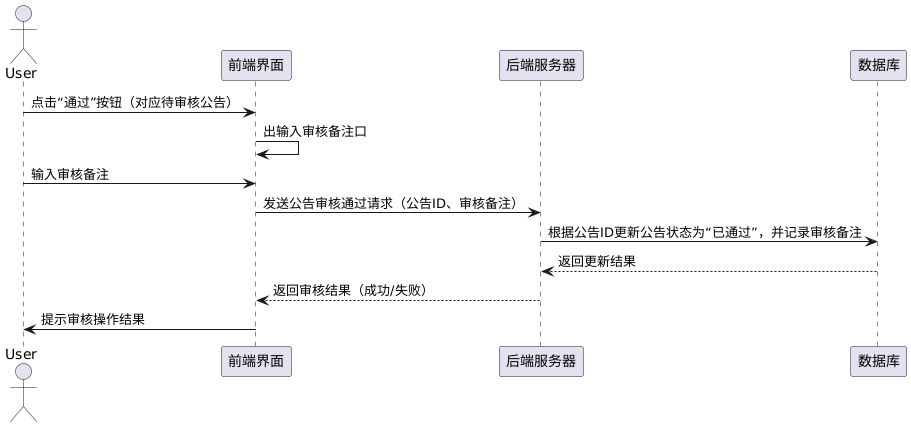 User
前端界面
后端服务器
数据库
点击“通过”按钮（对应待审核公告）
出输入审核备注口
输入审核备注
发送公告审核通过请求（公告ID、审核备注）
根据公告ID更新公告状态为“已通过”，并记录审核备注
返回更新结果
返回审核结果（成功/失败）
提示审核操作结果
User
前端界面
后端服务器
数据库